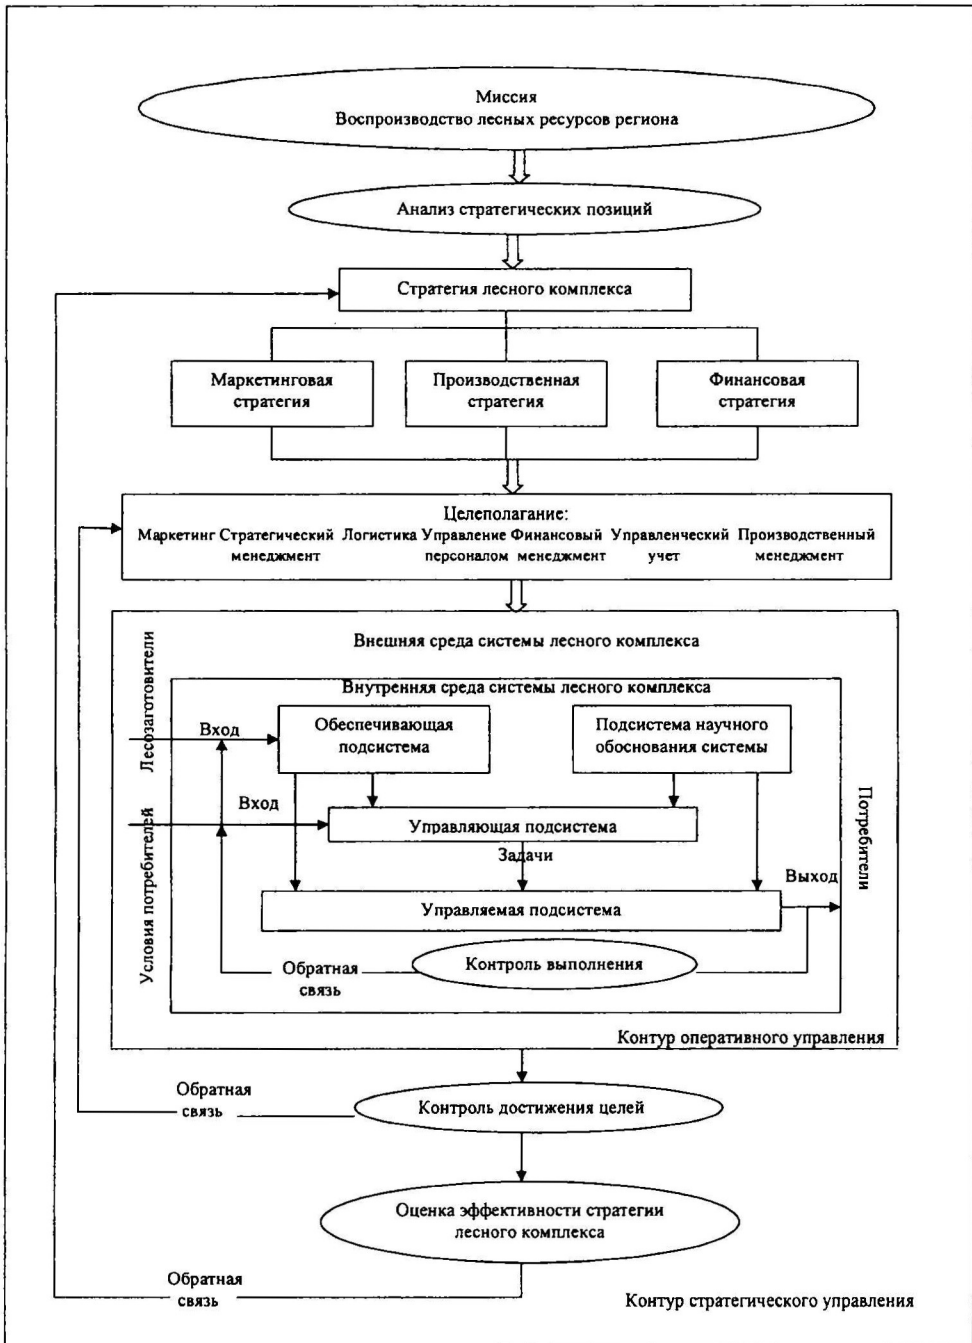 Миссия
Воспроизводство лесных ресурсов региона
Анализ стратегических позиций
Стратегия лесного комплекса
Маркетинговая
стратегия
Производственная
стратегия
Финансовая
стратегия
Целеполагание:
Маркетинг Стратегический Логистика Управление Финансовый Управленческий Производственный
менеджмент персоналом менеджмент учет менеджмент
Внешняя среда системы лесного комплекса
Внутренняя среда системы лесного комплекса
Лесозаготовители
Вход
Обеспечивающая
подсистема
Подсистема научного
обоснования системы
Условия потребителей
Вход
Управляющая подсистема
Задачи
Потребители
Выход
Управляемая подсистема
Обратная
связь
Контроль выполнения
Контур оперативного управления
Обратная
связь
Контроль достижения целей
Оценка эффективности стратегии
лесного комплекса
Обратная
связь
Контур стратегического управления